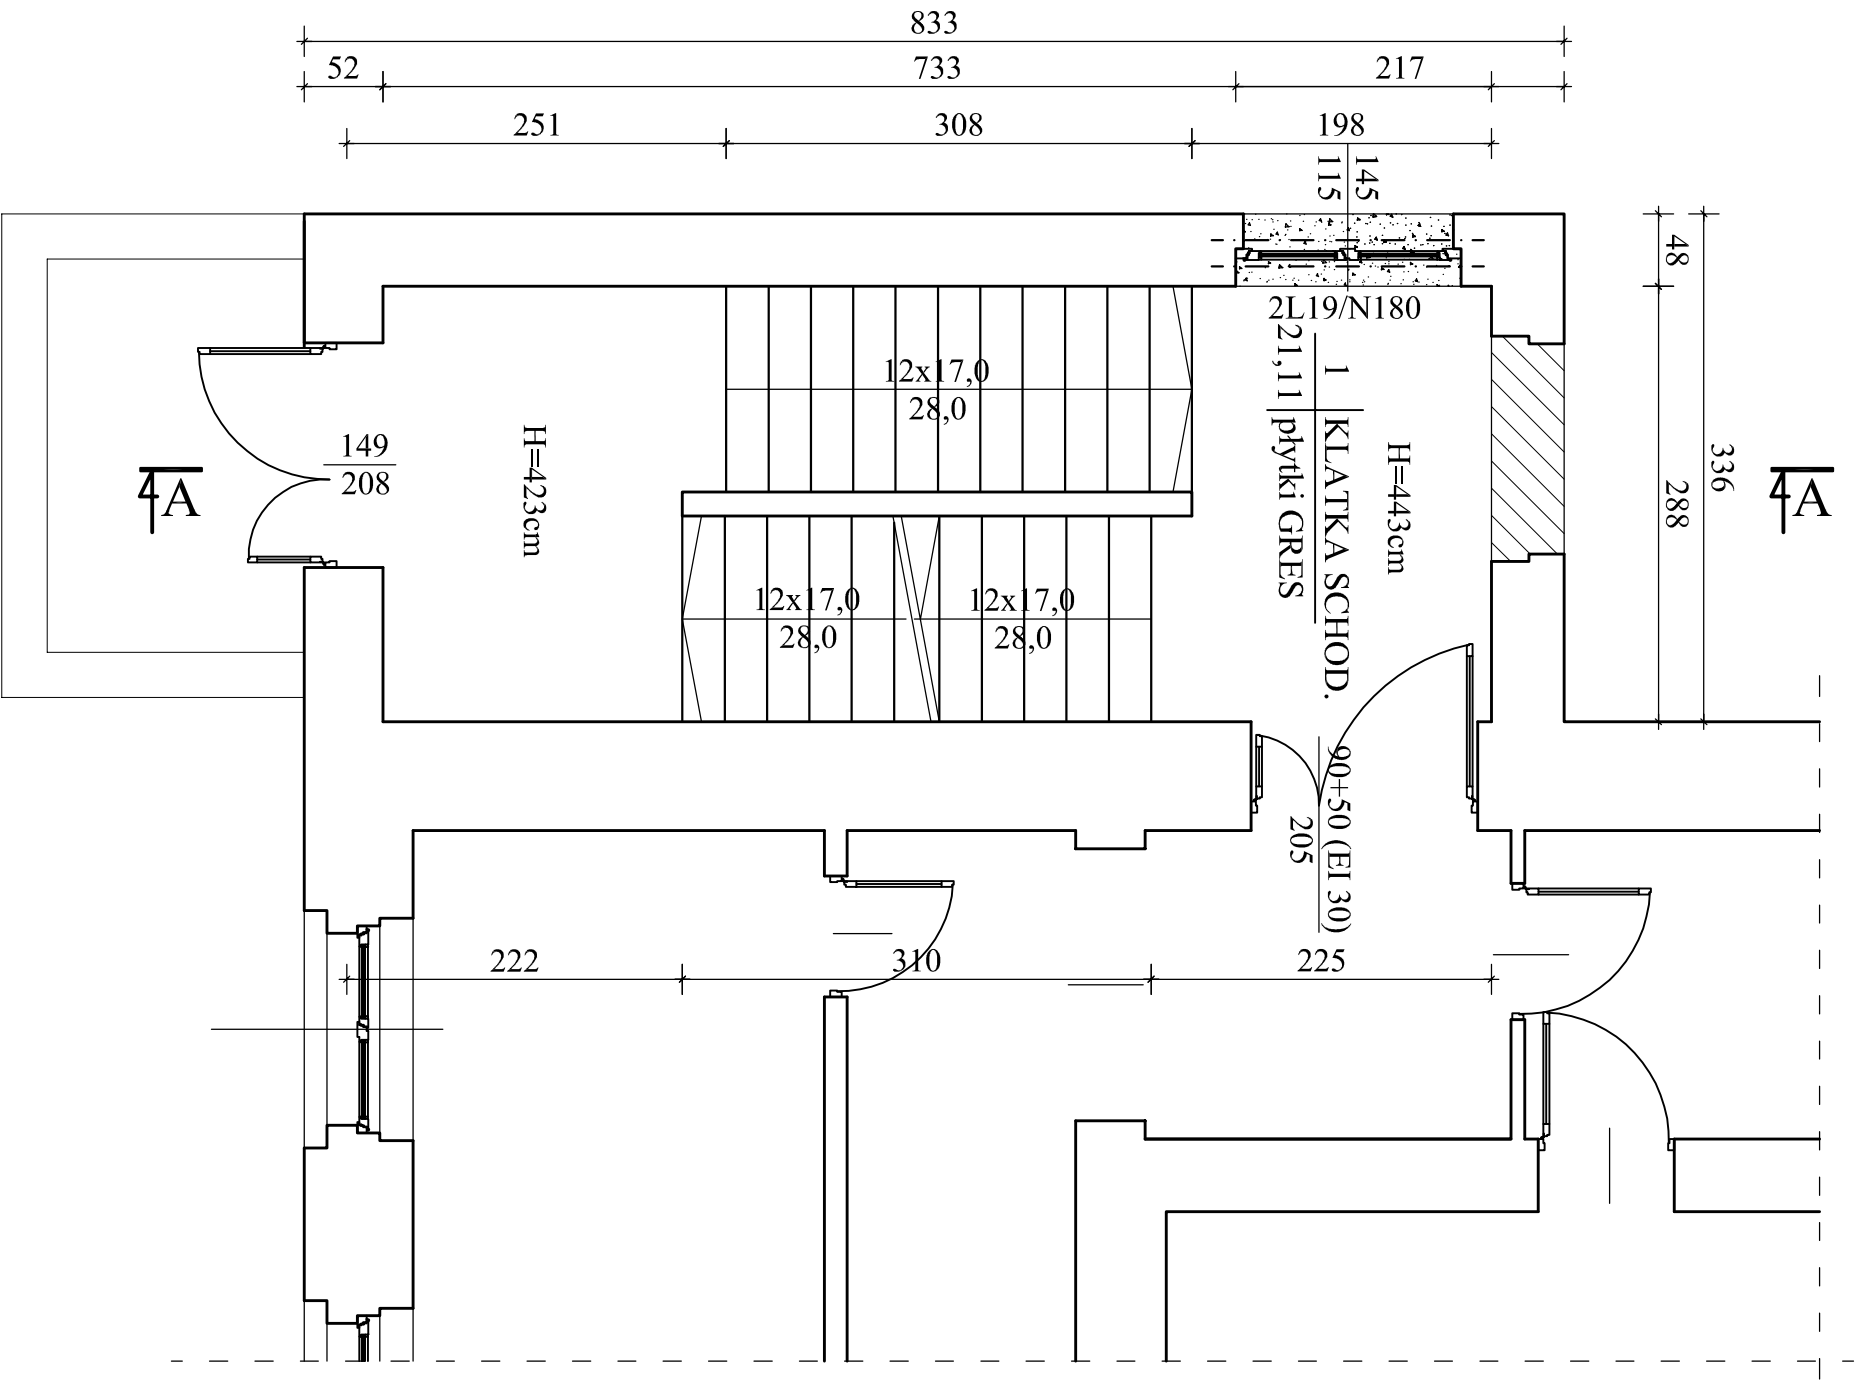 833
52
733
217
251
308
198
145
115
48
336
288
2L19/N180
1
KLATKA SCHOD.
21,11
płytki GRES
H=443cm
H=423cm
12x17,0
28,0
149
208
A
A
12x17,0
28,0
12x17,0
28,0
90+50 (EI 30)
205
222
310
225